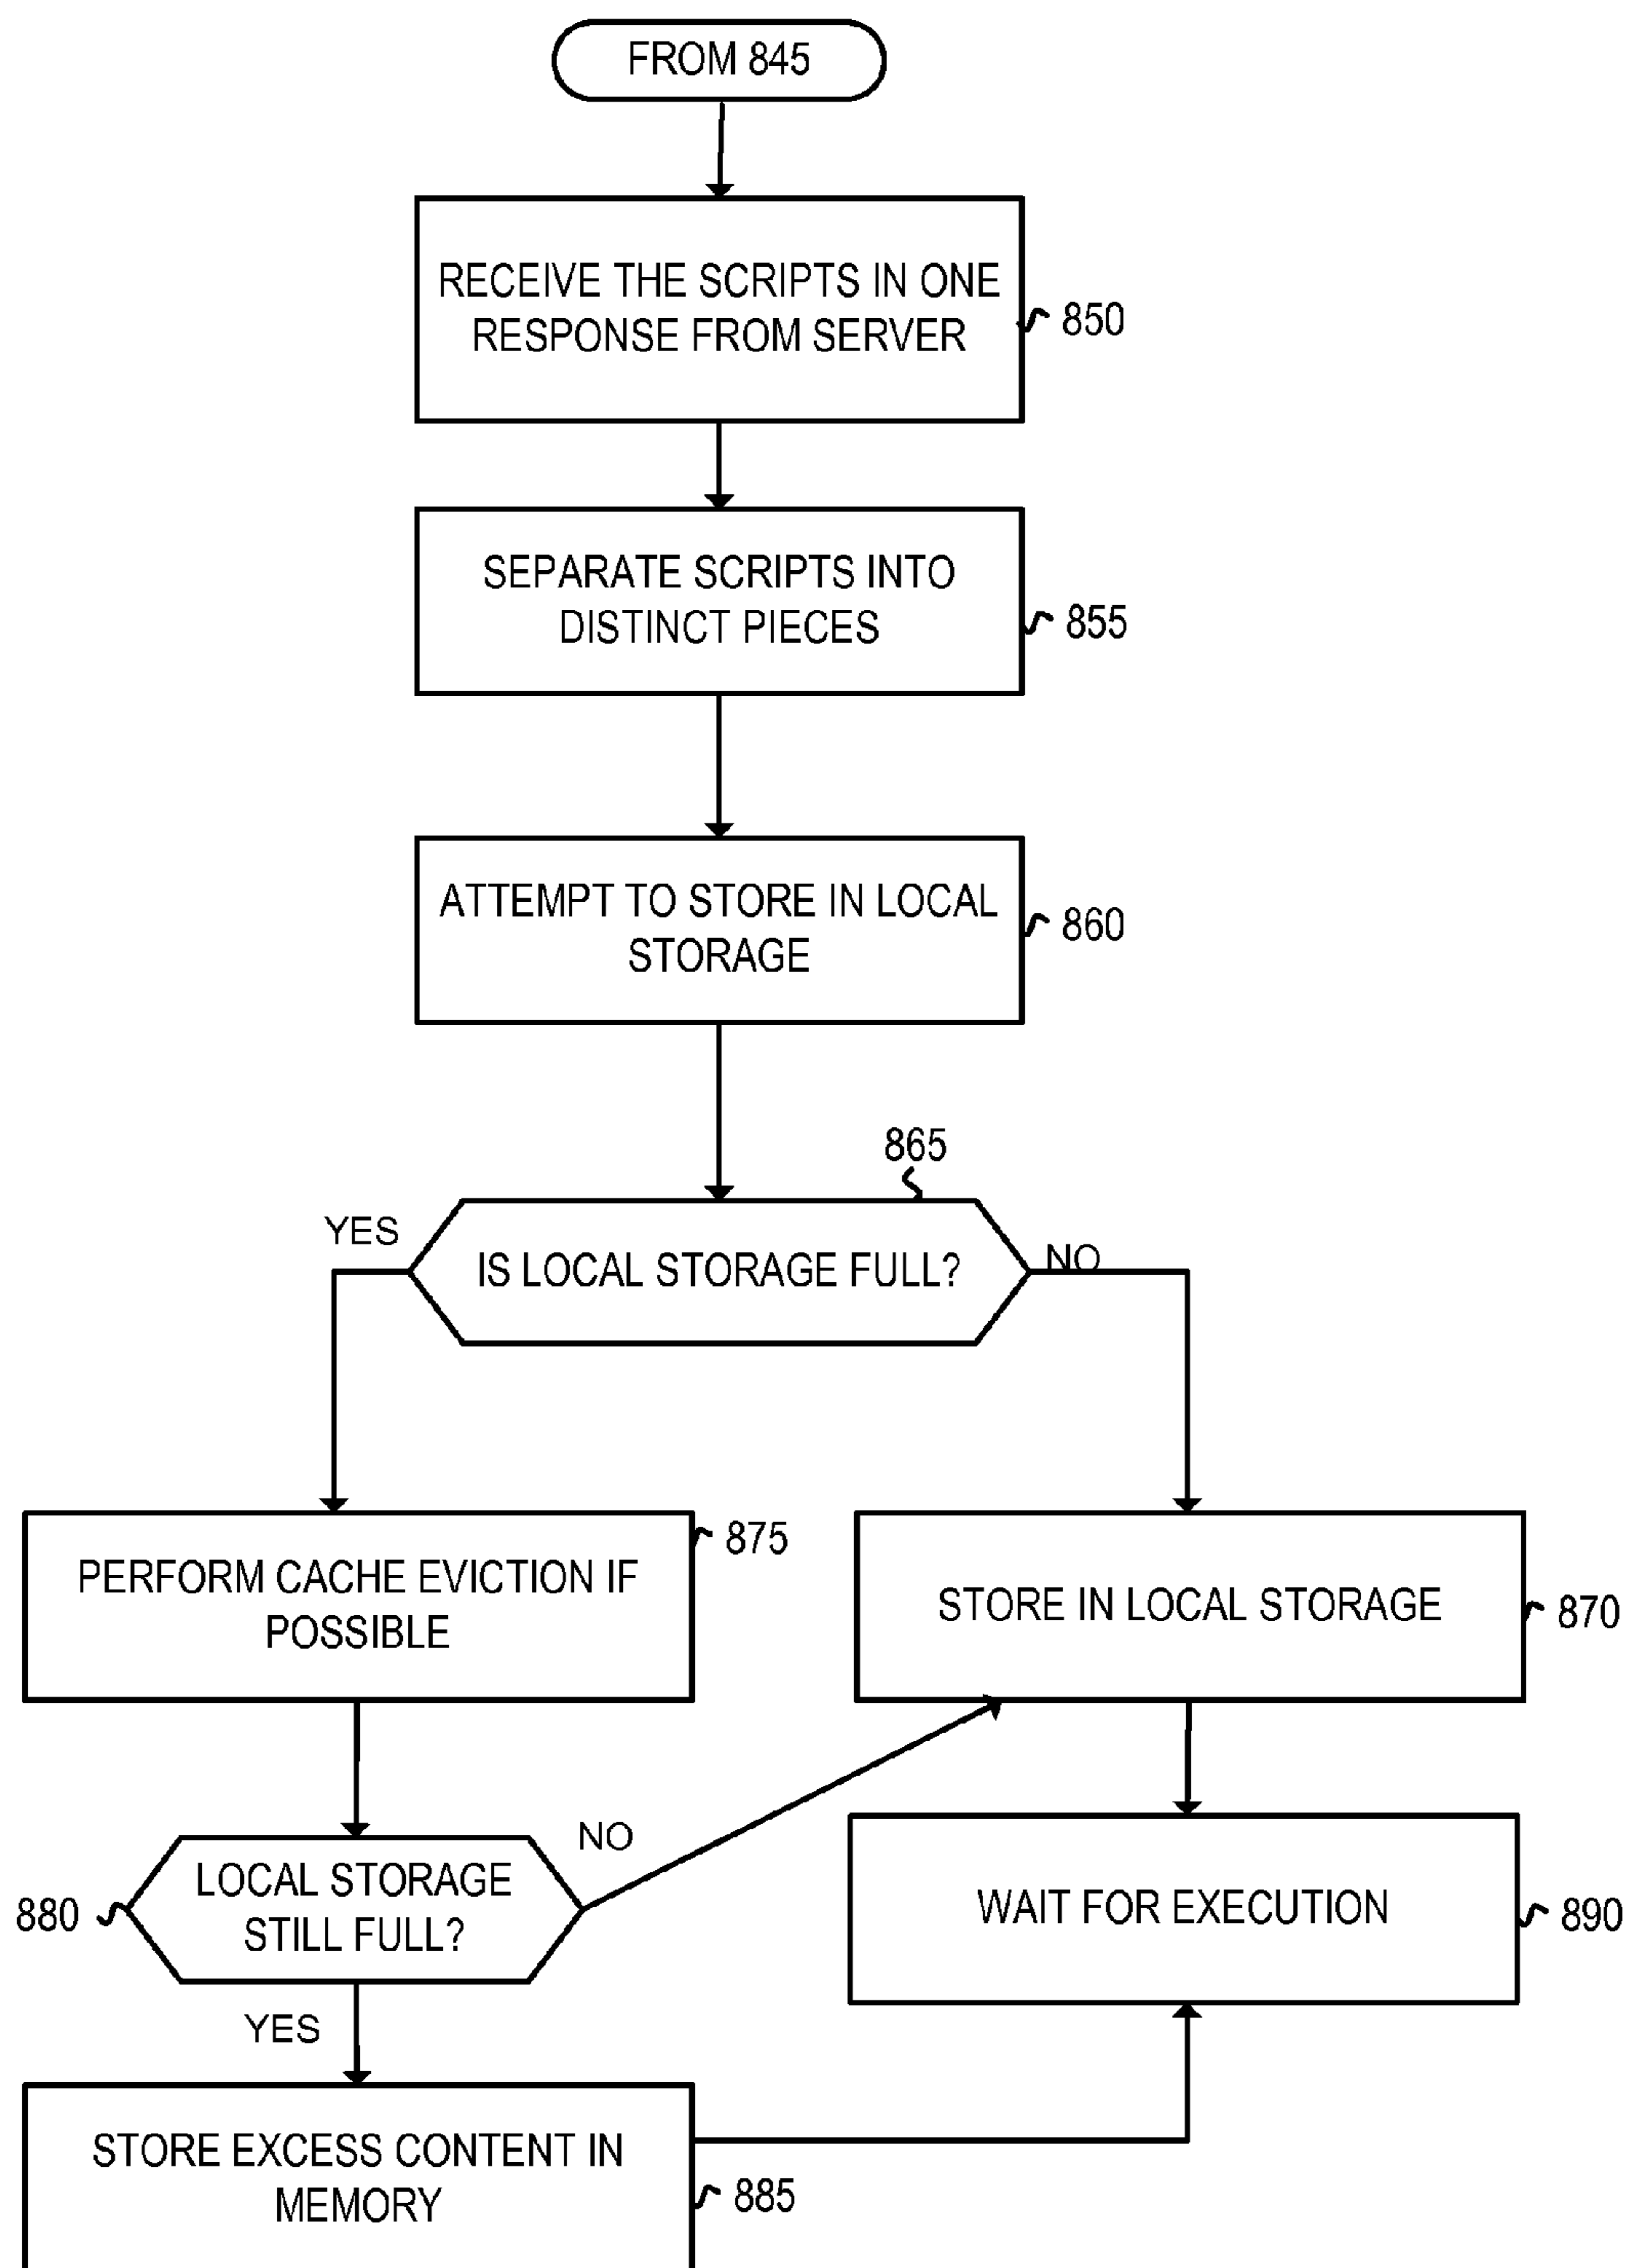 FROM 845
RECEIVE THE SCRIPTS IN ONE
RESPONSE FROM SERVER
850
SEPARATE SCRIPTS INTO
DISTINCT PIECES
855
ATTEMPT TO STORE IN LOCAL
STORAGE
860
865
YES
IS LOCAL STORAGE FULL?
NO
PERFORM CACHE EVICTION IF
POSSIBLE
875
STORE IN LOCAL STORAGE
870
LOCAL STORAGE
STILL FULL?
880
NO
WAIT FOR EXECUTION
890
YES
STORE EXCESS CONTENT IN
MEMORY
885